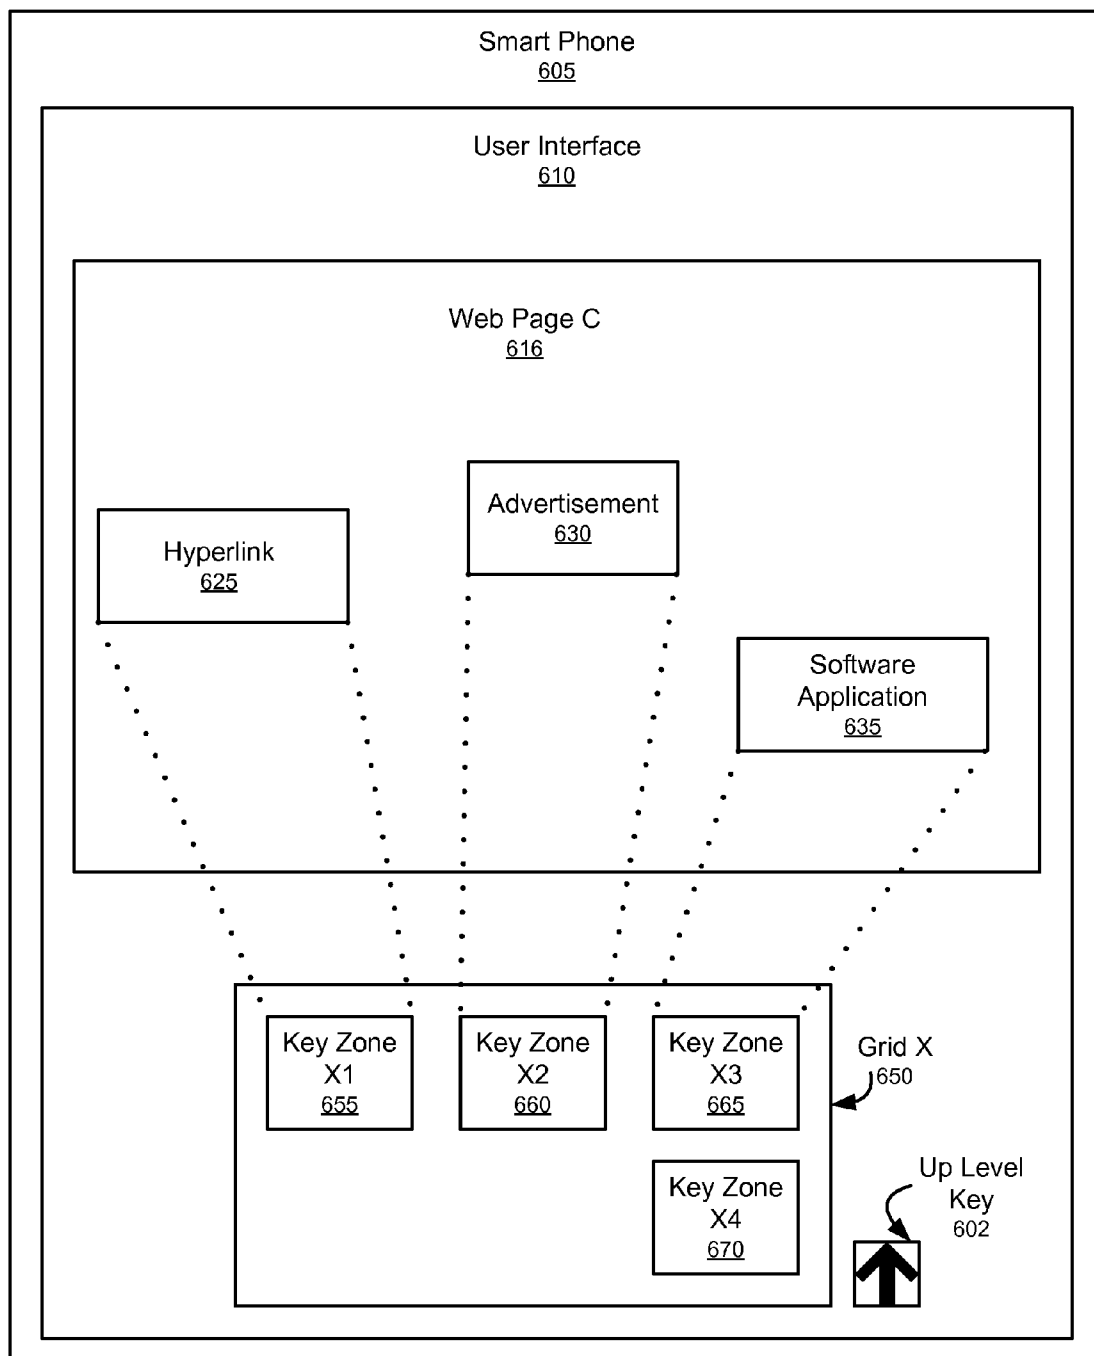 Smart Phone
605
User Interface
610
Web Page C
616
Advertisement
630
Hyperlink
625
Software
Application
635
Key Zone
X1
655
Key Zone
X2
660
Key Zone
X3
665
Grid X
650
Key Zone
X4
670
Up Level
Key
602